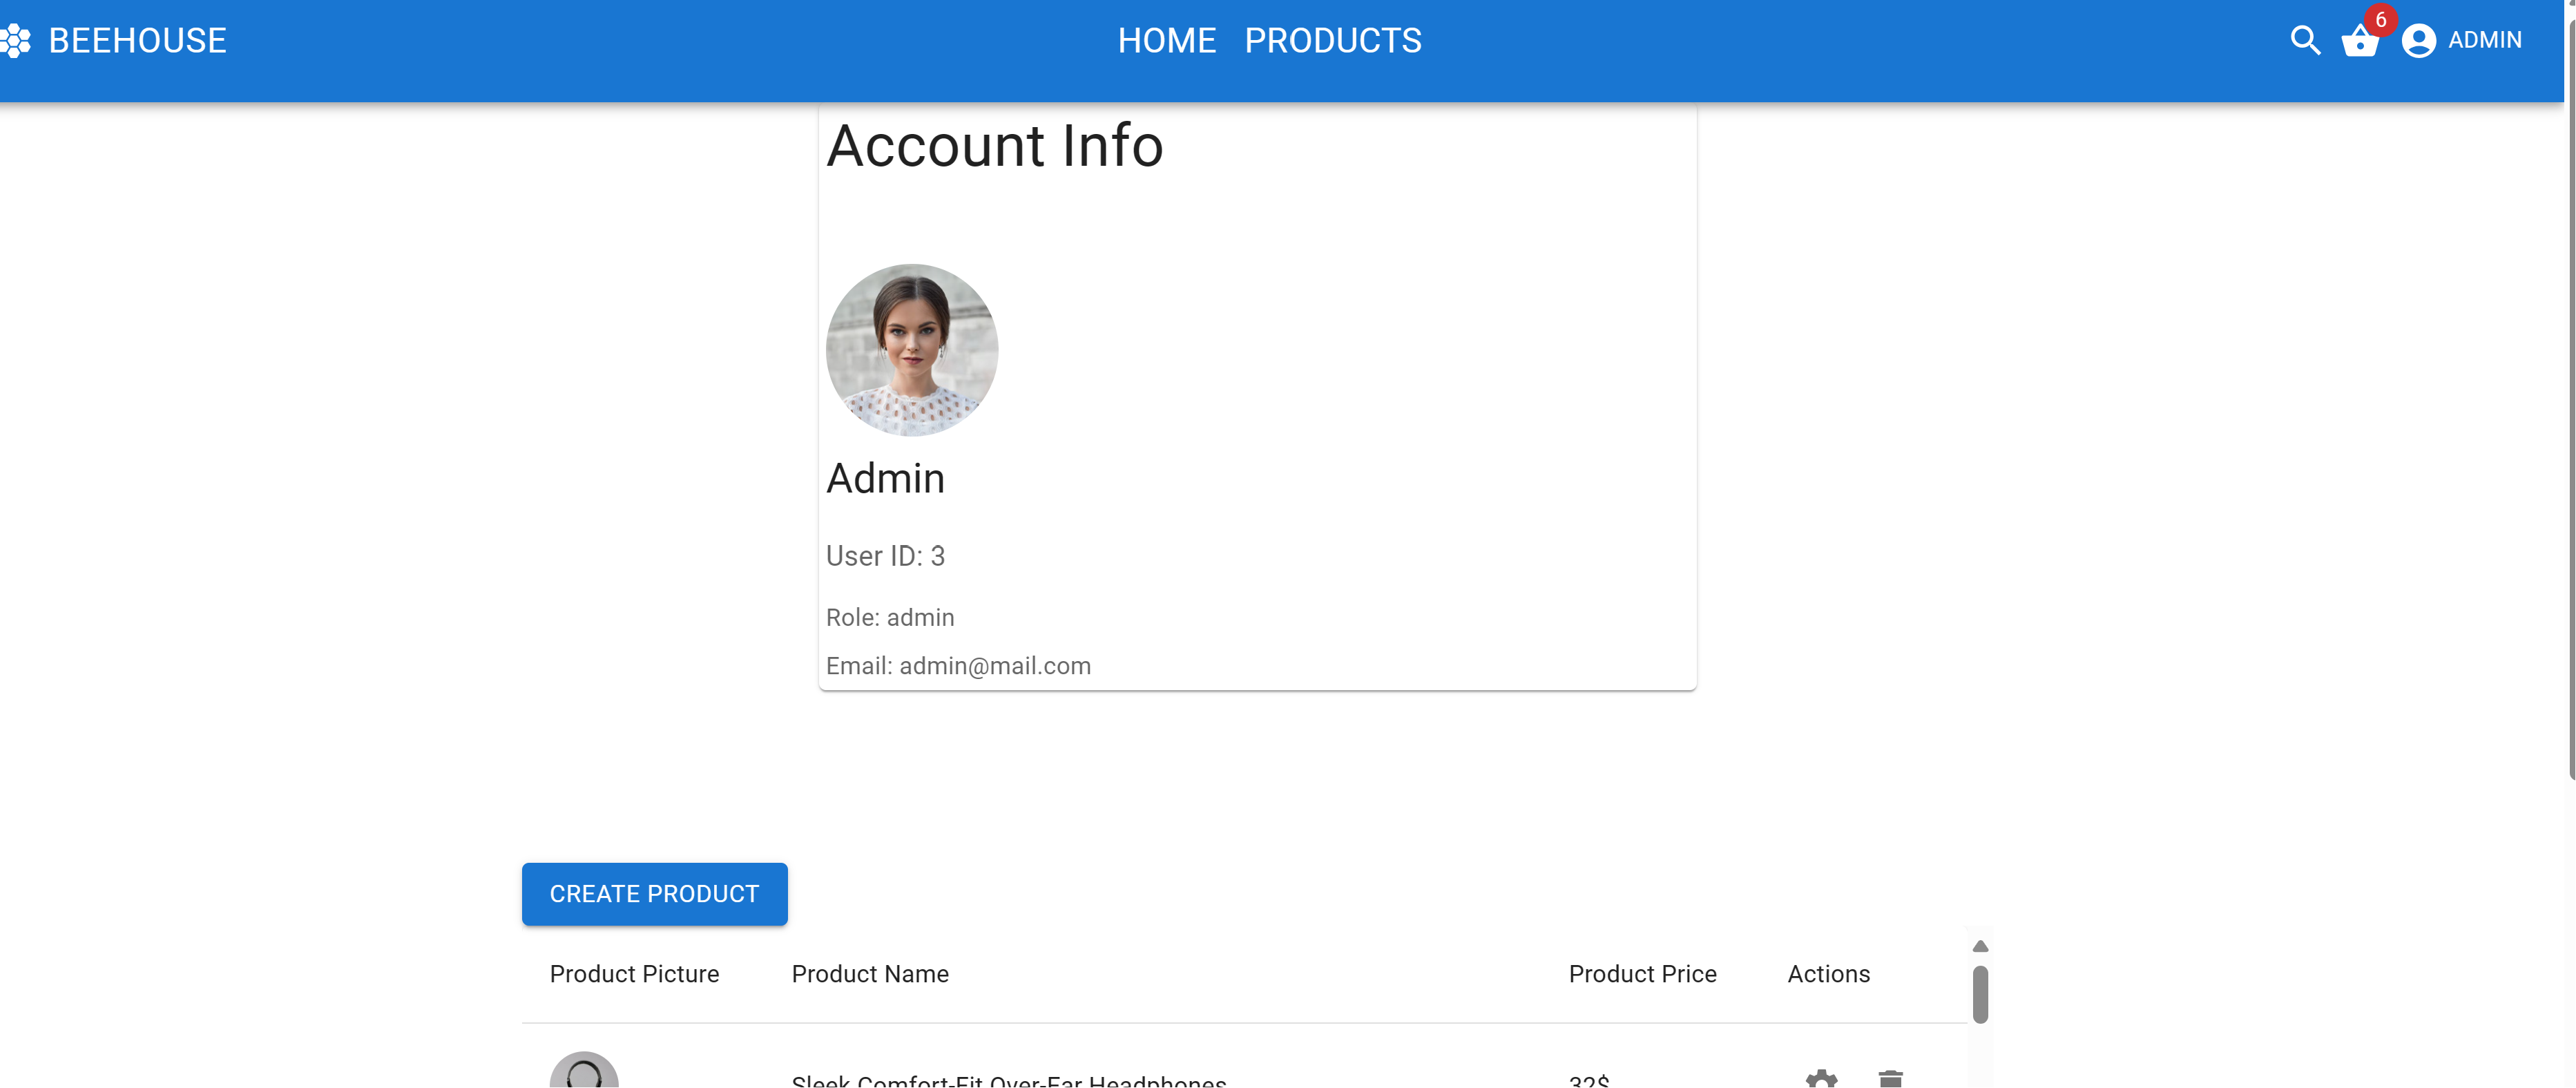 BEEHOUSE
HOME PRODUCTS
6
ADMIN
Account Info
Admin
User ID: 3
Role: admin
Email: admin@mail.com
CREATE PRODUCT
Product Picture Product Name Product Price Actions
Sleek Comfort-Fit Over-Ear Headphones 32$